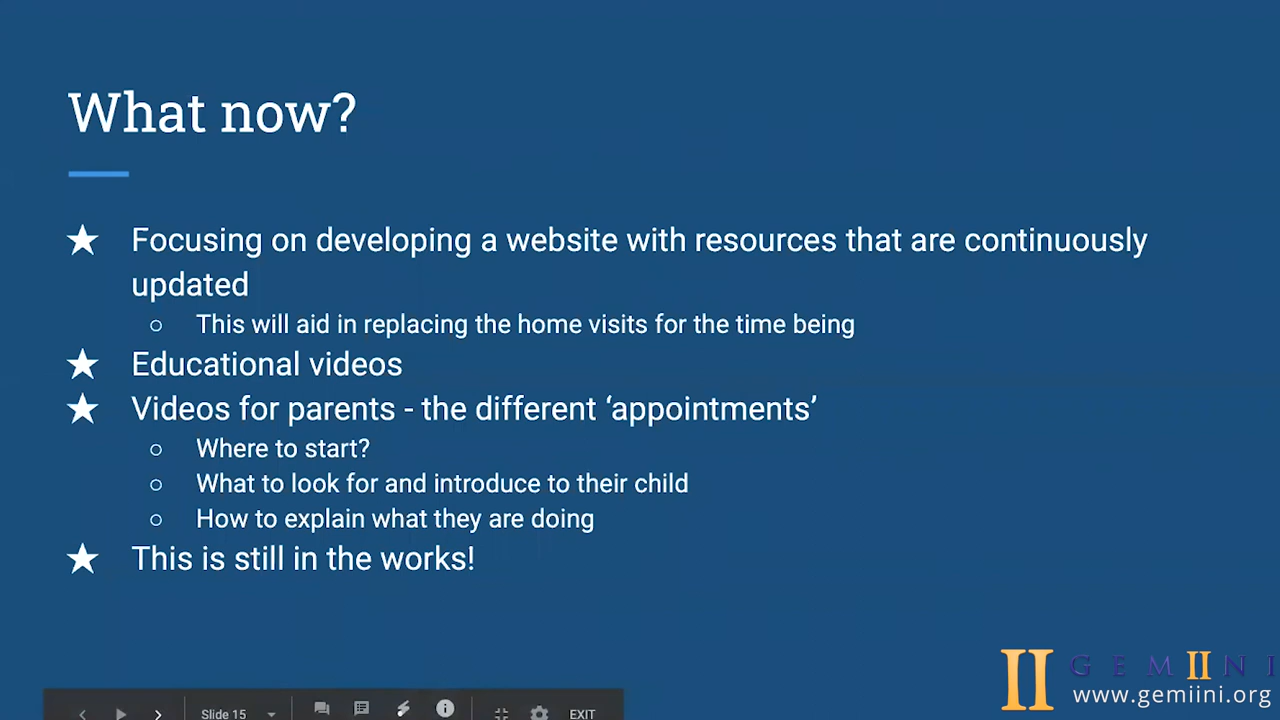 What now?
★ Focusing on developing a website with resources that are continuously
updated
○ This will aid in replacing the home visits for the time being
★ Educational videos
★ Videos for parents - the different ‘appointments’
○ Where to start?
○ What to look for and introduce to their child
○ How to explain what they are doing
★ This is still in the works!
II GEMIINI
www.gemiini.org
Slide 15
EXIT